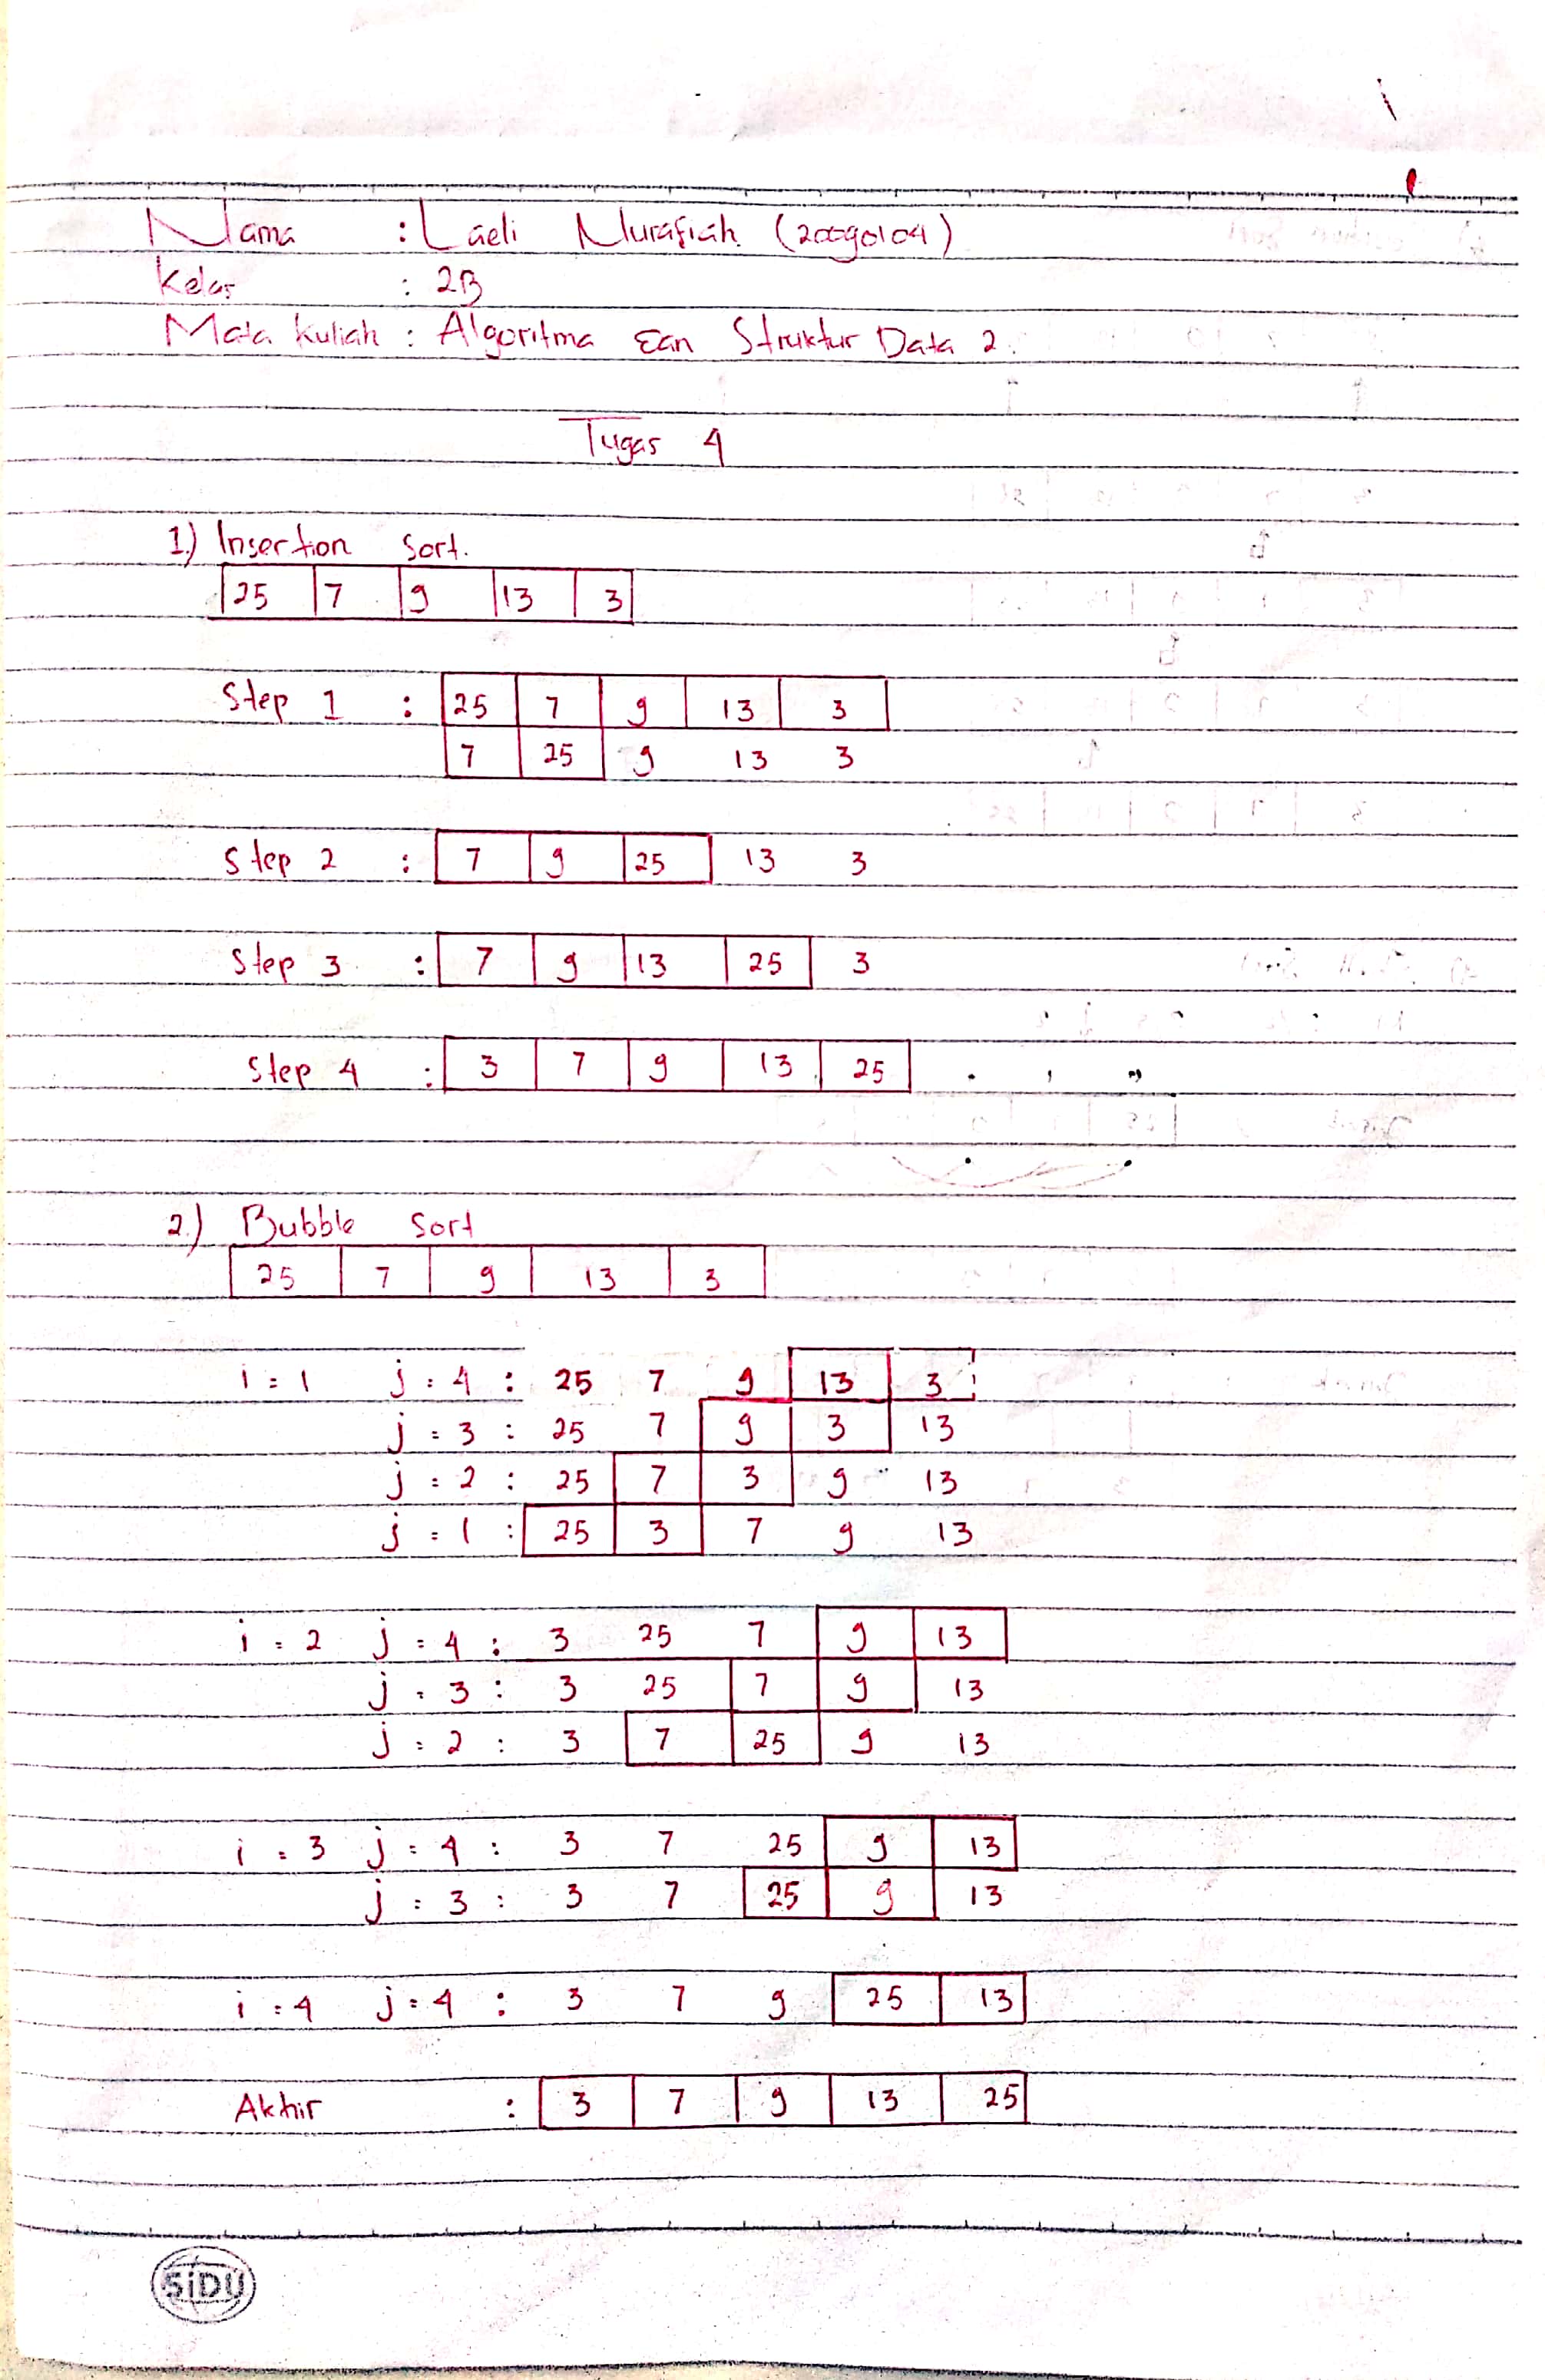 Nama : Laeli Nurafiah (20090104)
Kelas : 2B
Mata kuliah : Algoritma Ean Struktur Data 2.
Tugas 4
1.) Insertion Sort.
25 7 9 13 3
Step 1 : 25 7 9 13 3
7 25 9 13 3
Step 2 : 7 9 25 13 3
Step 3 : 7 9 13 25 3
Step 4 : 3 7 9 13 25
2.) Bubble Sort
25 7 9 13 3
i = 1 j = 4 : 25 7 9 13 3
j = 3 : 25 7 9 3 13
j = 2 : 25 7 3 9 13
j = 1 : 25 3 7 9 13
i = 2 j = 4 : 3 25 7 9 13
j = 3 : 3 25 7 9 13
j = 2 : 3 7 25 9 13
i = 3 j = 4 : 3 7 25 9 13
j = 3 : 3 7 25 9 13
i = 4 j = 4 : 3 7 9 25 13
Akhir : 3 7 9 13 25
SiDU